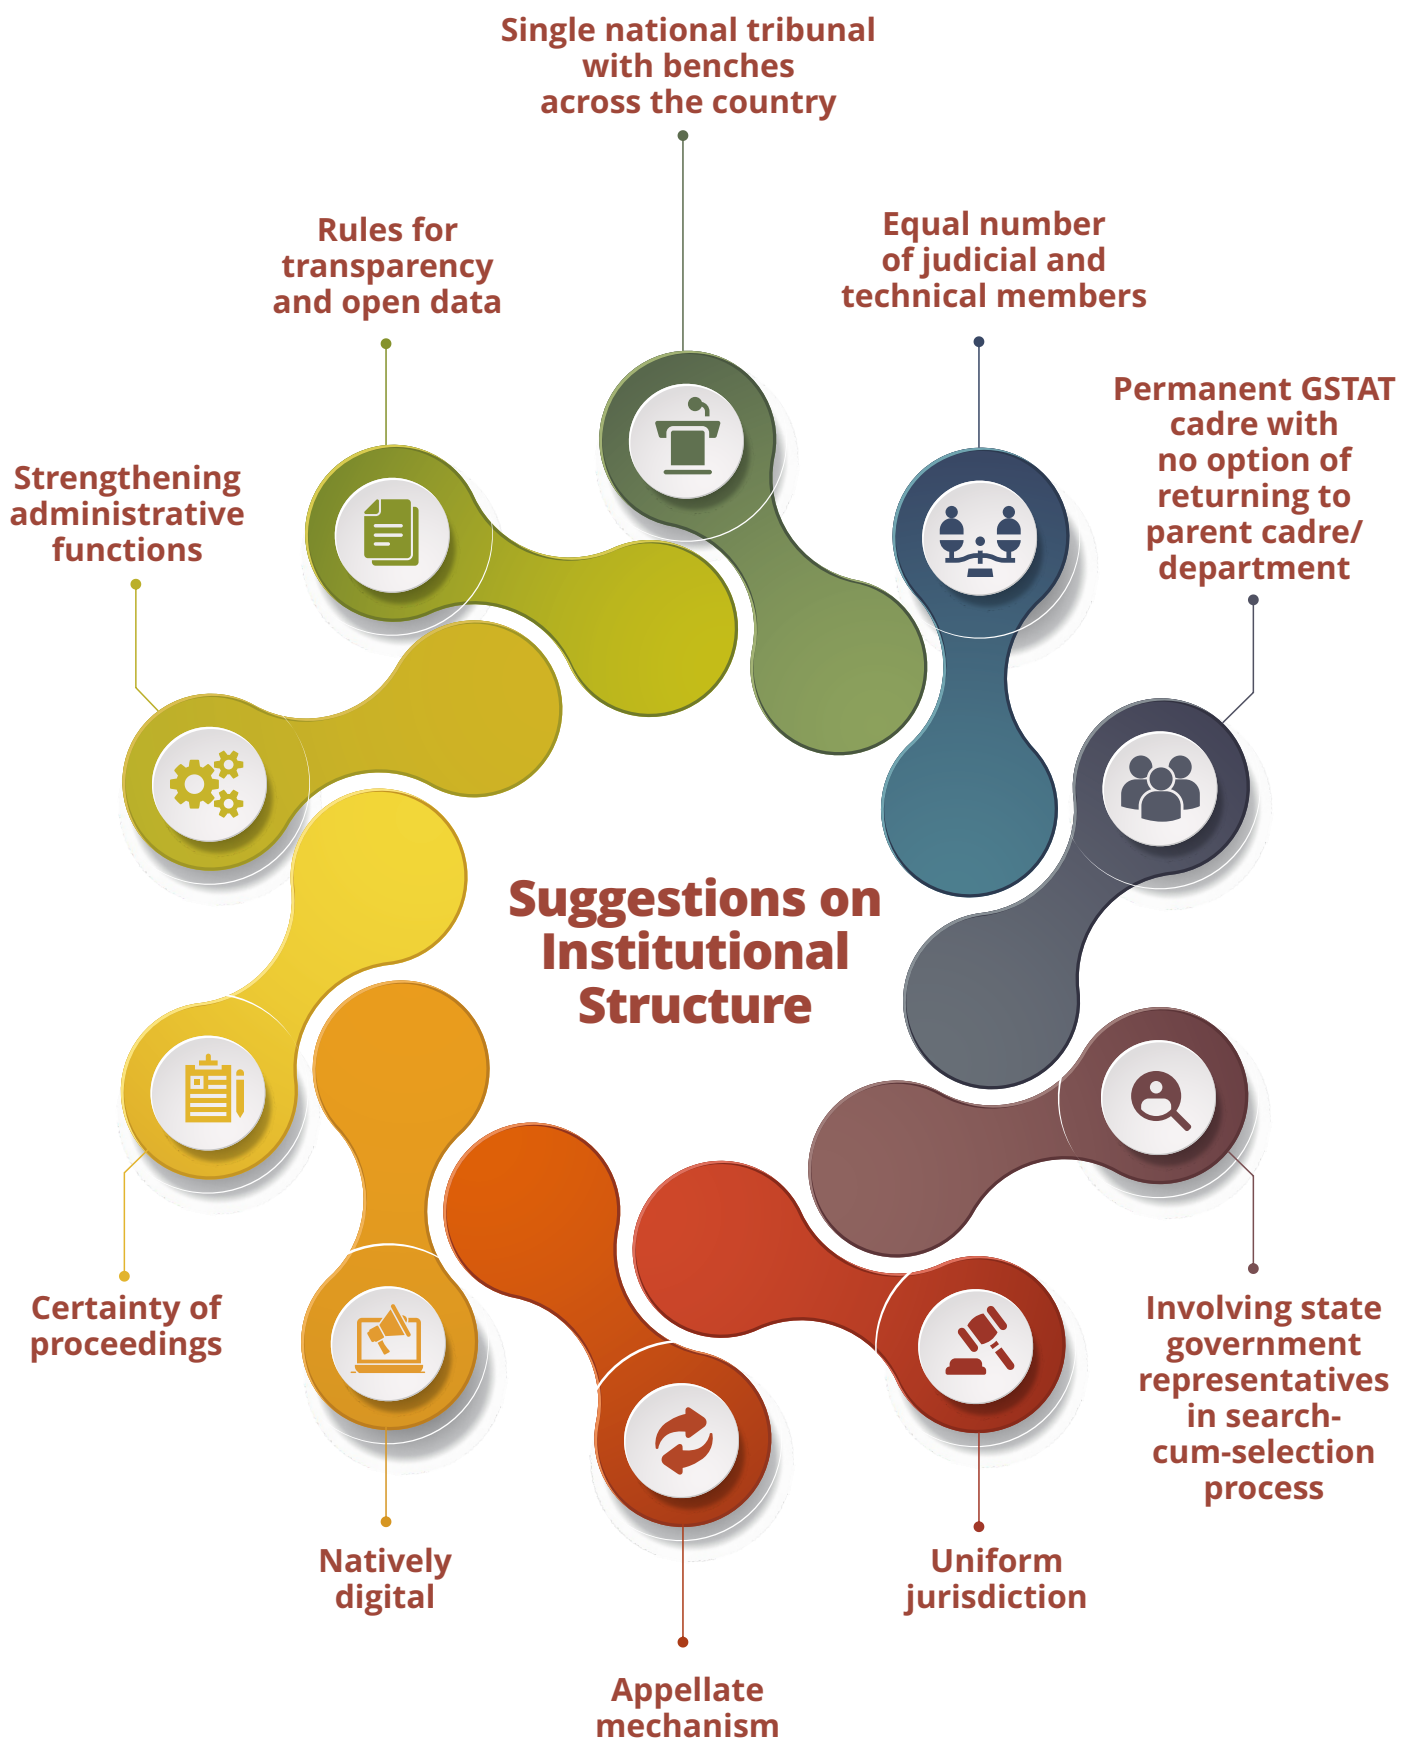 Single national tribunal
with benches
across the country
Equal number
of judicial and
technical members
Permanent GSTAT
cadre with
no option of
returning to
parent cadre/
department
Involving state
government
representatives
in search-
cum-selection
process
Uniform
jurisdiction
Appellate
mechanism
Natively
digital
Certainty of
proceedings
Strengthening
administrative
functions
Rules for
transparency
and open data
Suggestions on
Institutional
Structure